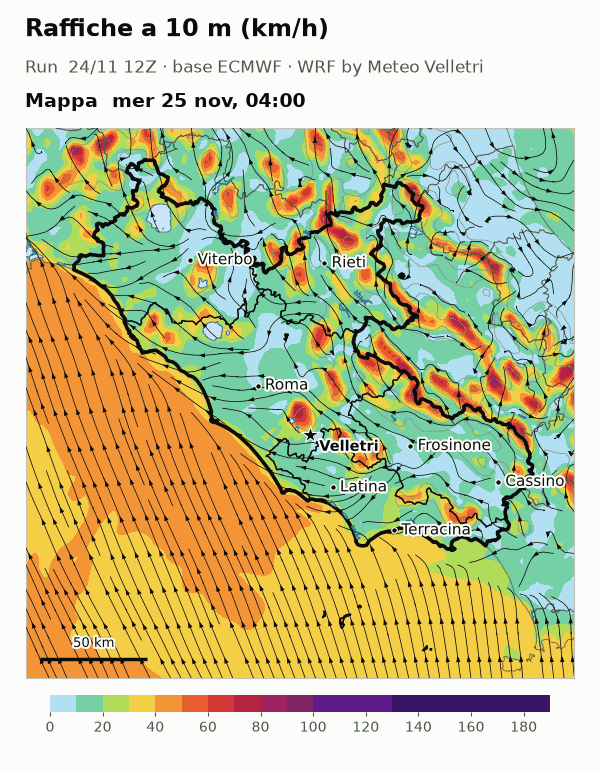 Raffiche a 10 m (km/h)
Run  24/11 12Z · base ECMWF · WRF by Meteo Velletri
Mappa  mer 25 nov, 04:00
Viterbo
Rieti
Roma
Velletri
Frosinone
Latina
Cassino
Terracina
50 km
0 20 40 60 80 100 120 140 160 180